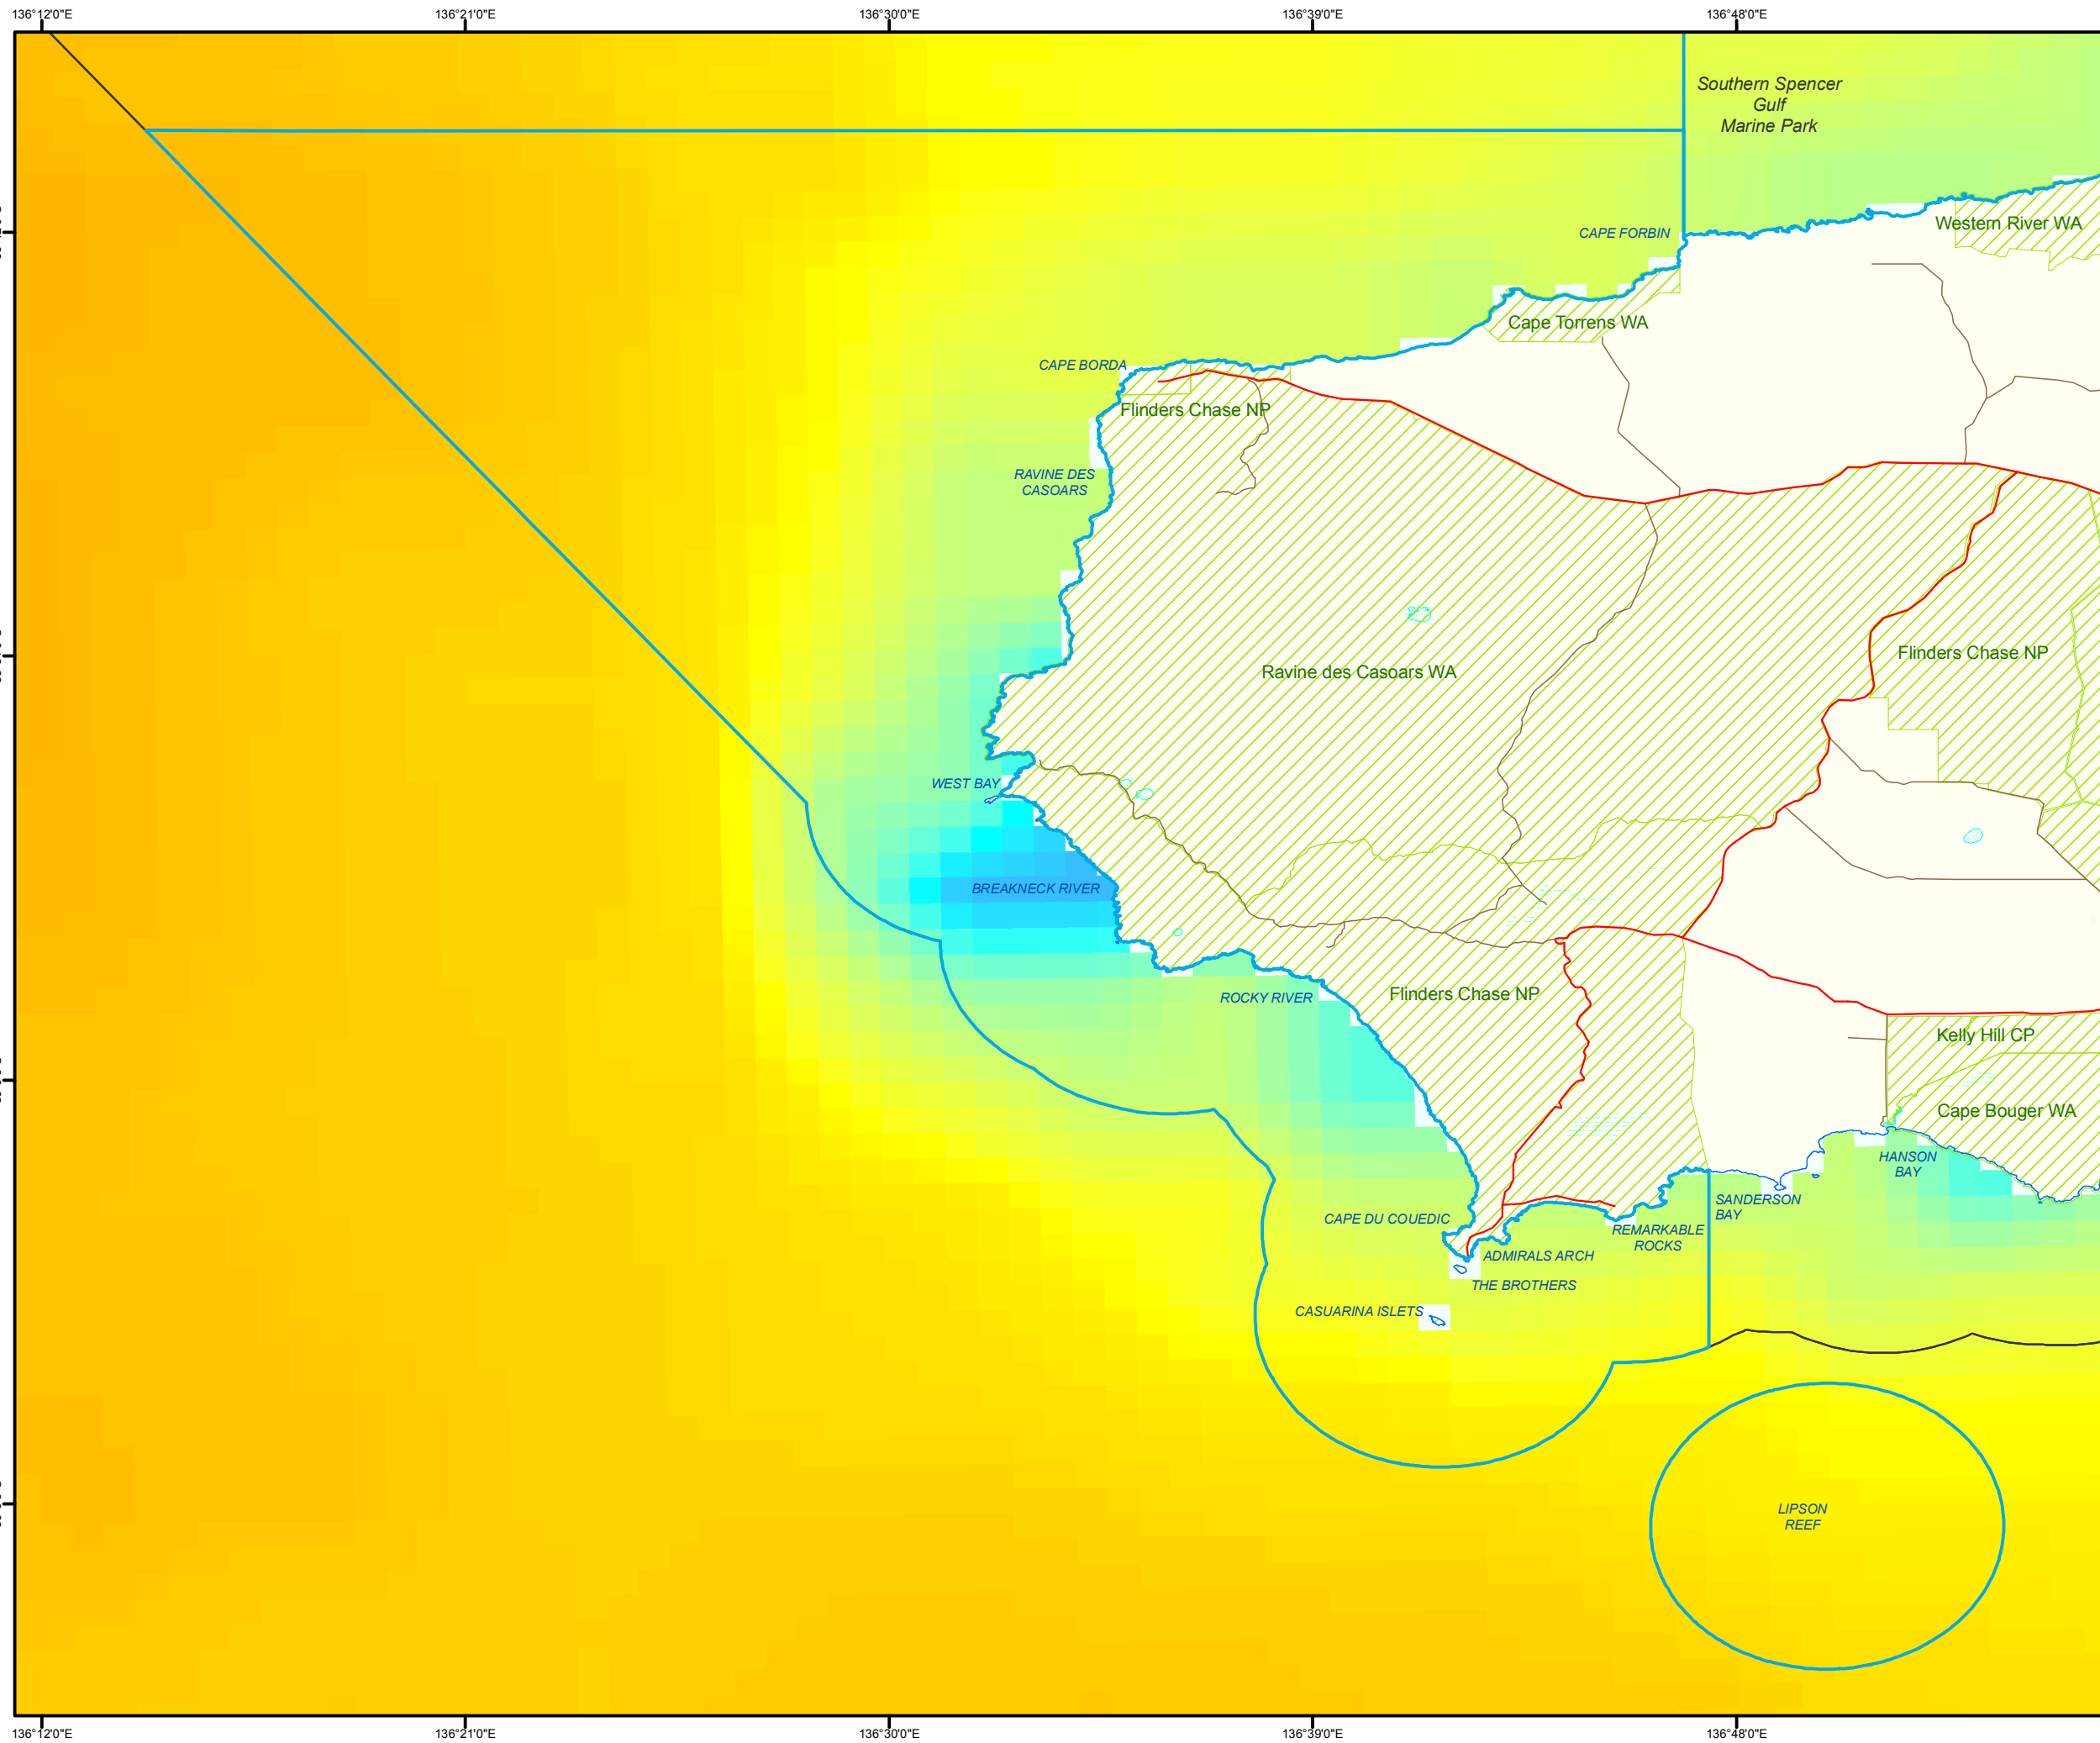 136°12'0"E
136°21'0"E
136°30'0"E
136°39'0"E
136°48'0"E
Southern Spencer
Gulf
Marine Park
Western River WA
CAPE FORBIN
Cape Torrens WA
CAPE BORDA
Flinders Chase NP
RAVINE DES
CASOARS
Flinders Chase NP
Ravine des Casoars WA
WEST BAY
BREAKNECK RIVER
ROCKY RIVER
Flinders Chase NP
Kelly Hill CP
Cape Bouger WA
HANSON
BAY
SANDERSON
BAY
CAPE DU COUEDIC
REMARKABLE
ROCKS
ADMIRALS ARCH
THE BROTHERS
CASUARINA ISLETS
LIPSON
REEF
136°12'0"E
136°21'0"E
136°30'0"E
136°39'0"E
136°48'0"E